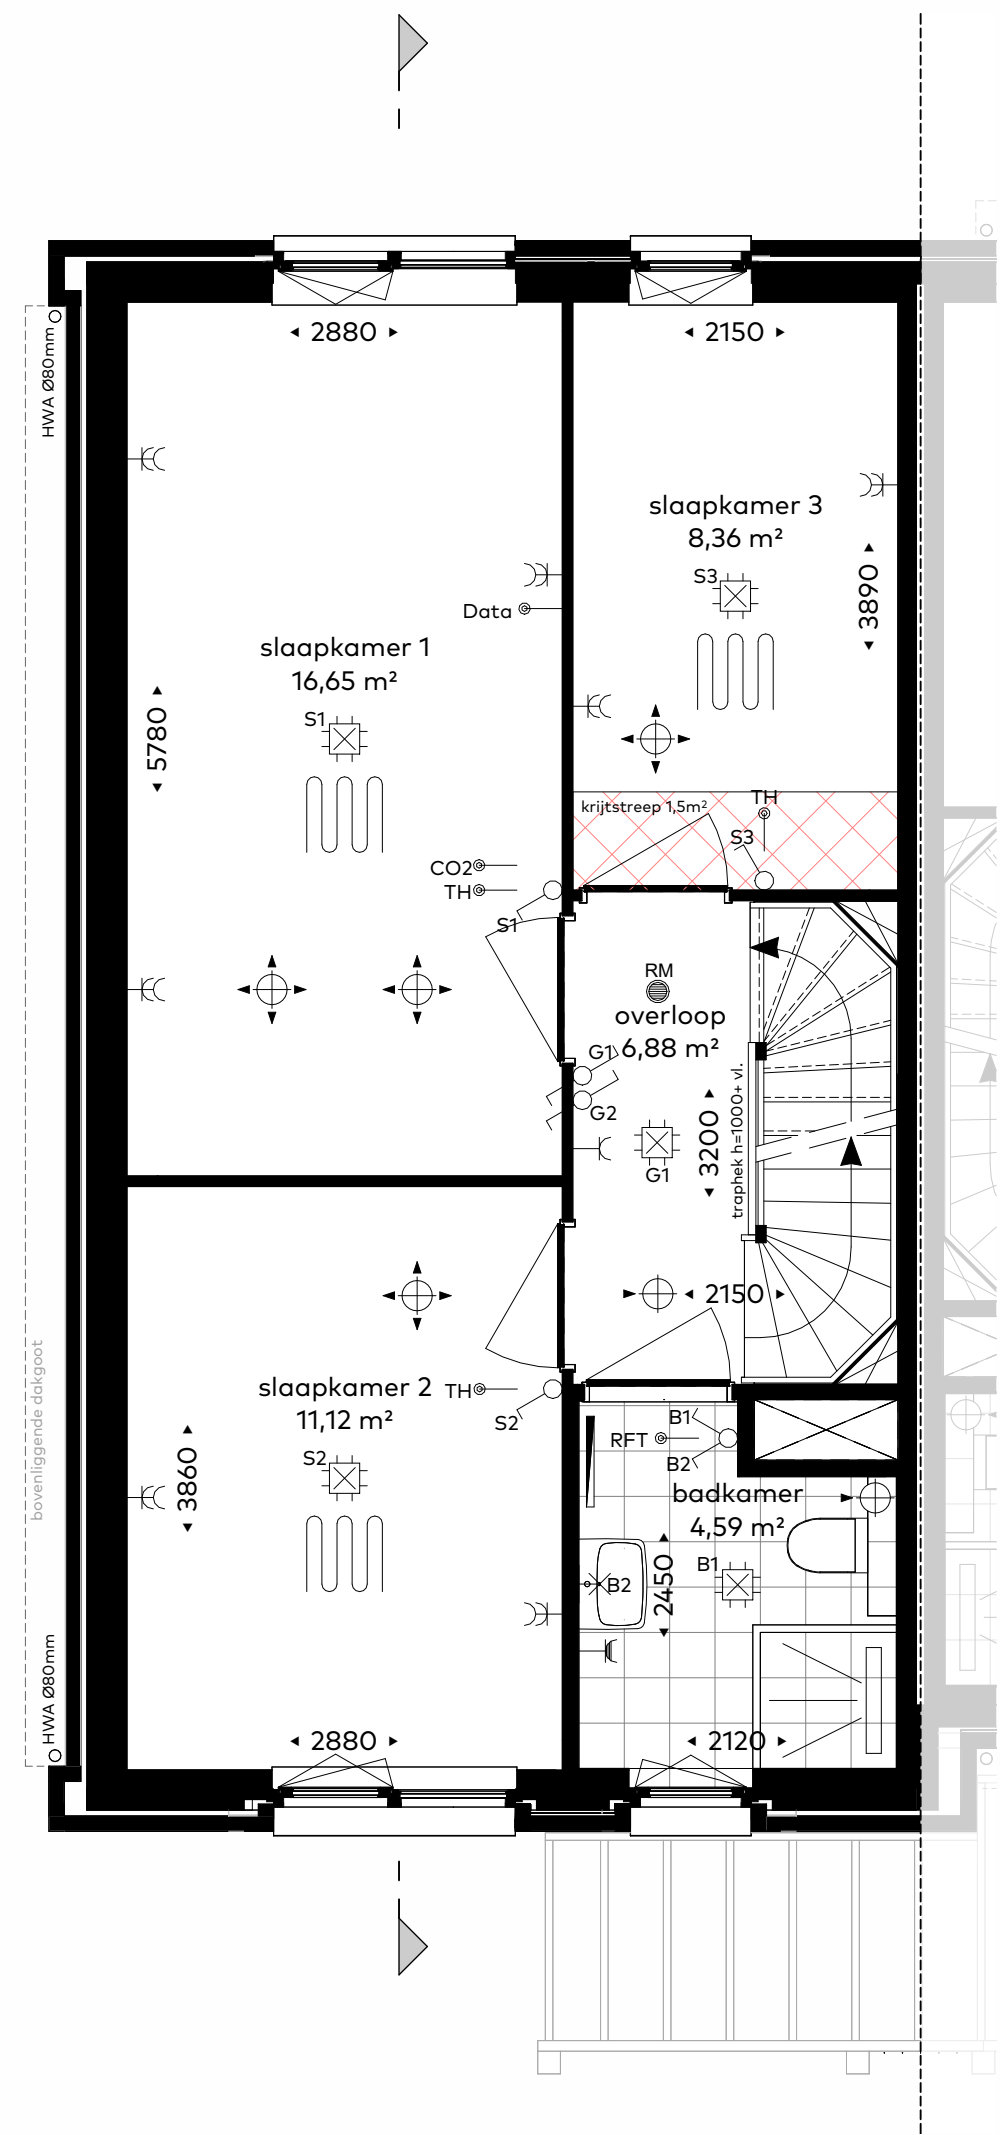 HWA Ø80mm
2880
2150
slaapkamer 3
8,36 m²
S3
3890
Data
slaapkamer 1
16,65 m²
S1
5780
krijtstreep 1,5m²
TH
S3
CO2
TH
S1
RM
overloop
6,88 m²
G1
G2
G1
3200
traphek h=1000+ vl.
2150
bovenliggende dakgoot
slaapkamer 2
11,12 m²
TH
S2
S2
3860
B1
RFT
B2
badkamer
4,59 m²
B1
B2
2450
HWA Ø80mm
2880
2120